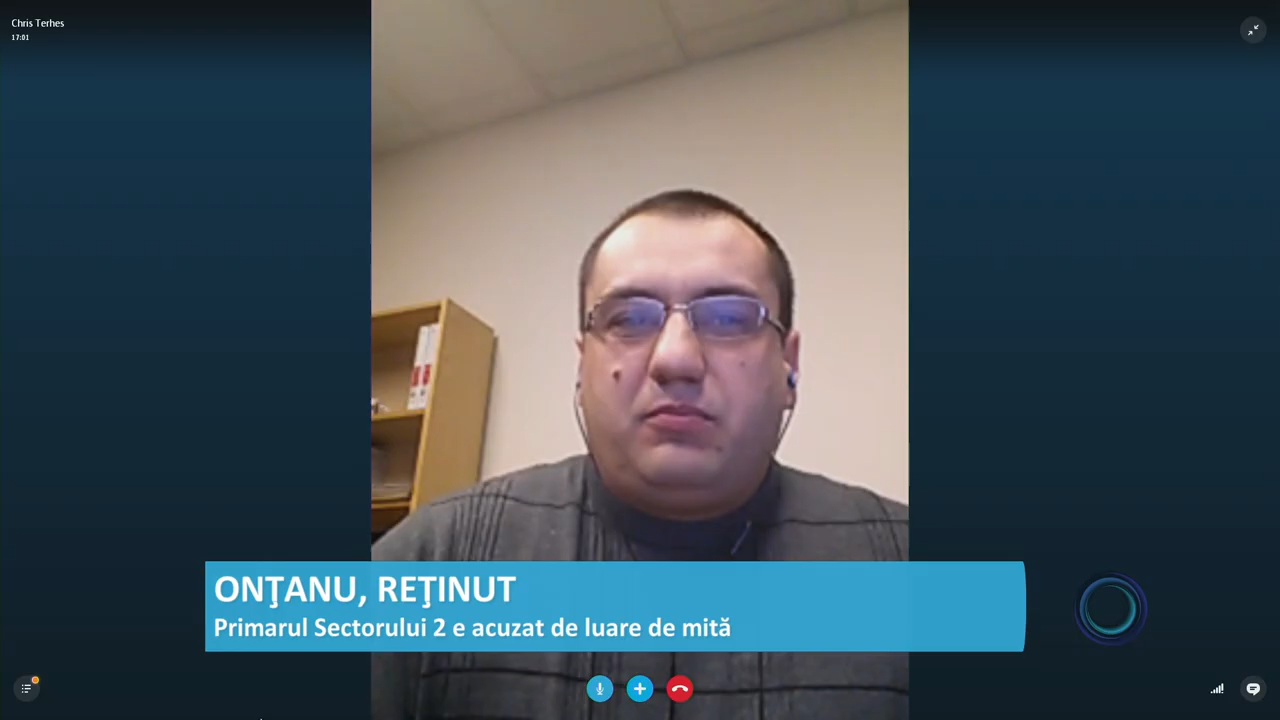 Chris Terhes
17:01
ONŢANU, REŢINUT
Primarul Sectorului 2 e acuzat de luare de mită